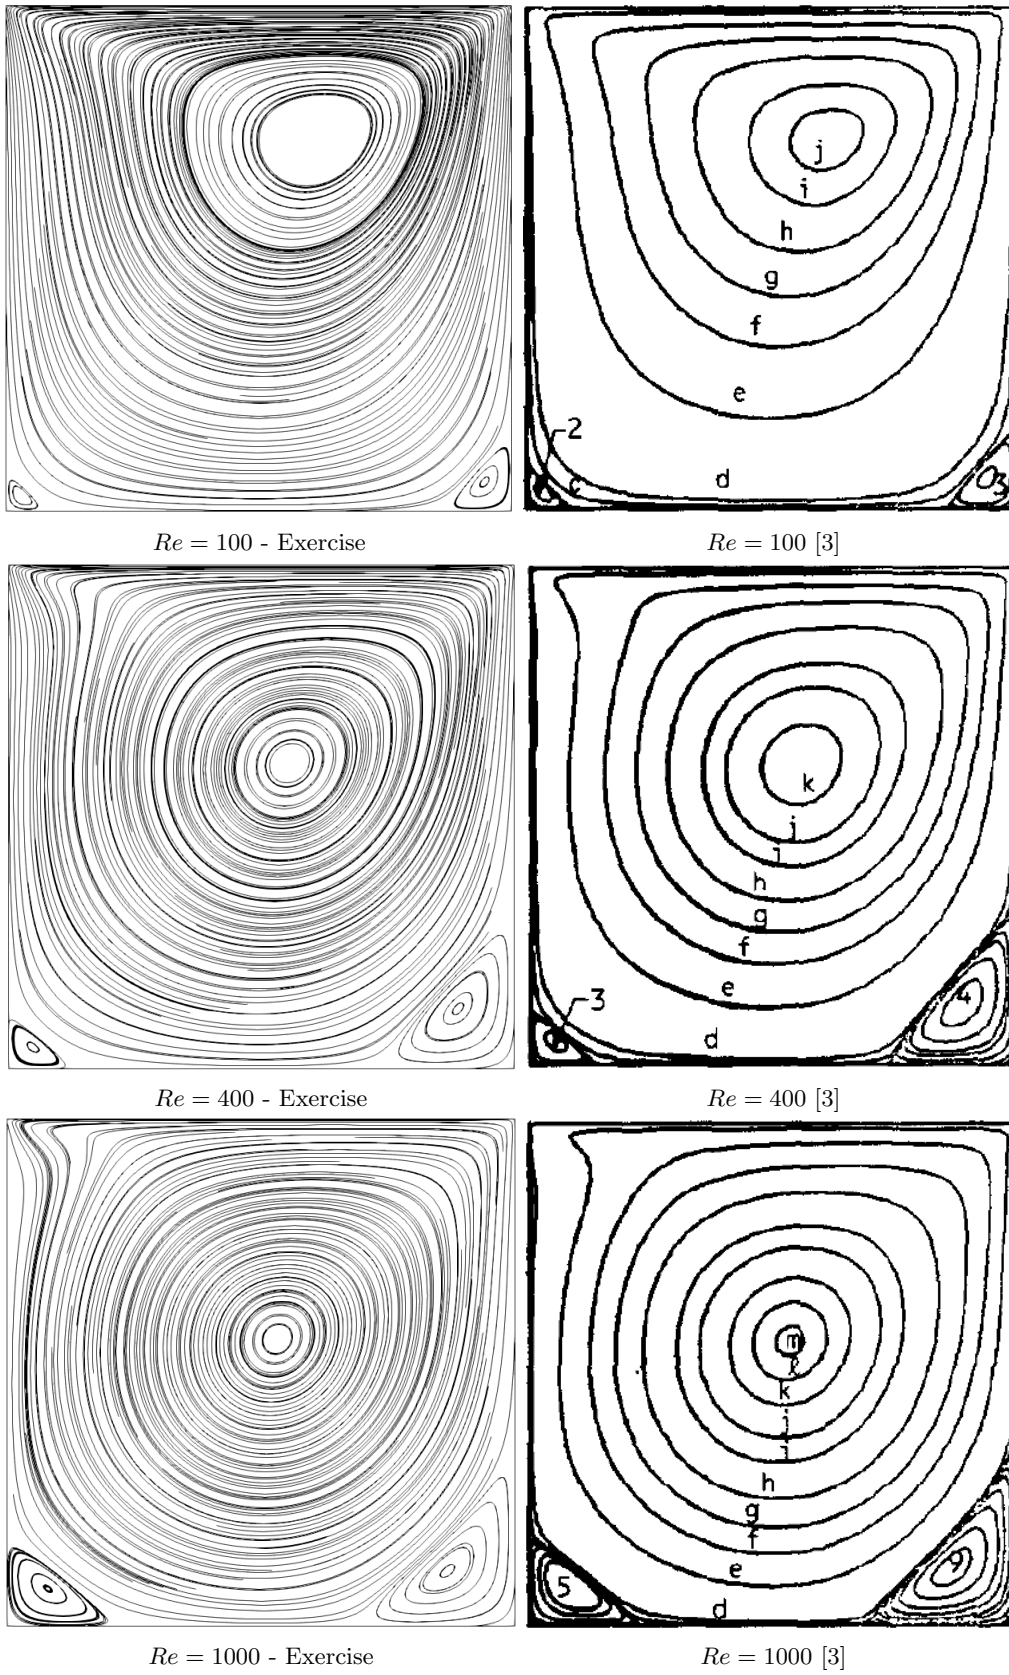 j
i
h
g
f
e
2
c
d
3
Re = 100 - Exercise
Re = 100 [3]
k
j
i
h
g
f
e
4
3
d
Re = 400 - Exercise
Re = 400 [3]
m
ℓ
k
j
i
h
g
f
e
9
5
d
Re = 1000 - Exercise
Re = 1000 [3]